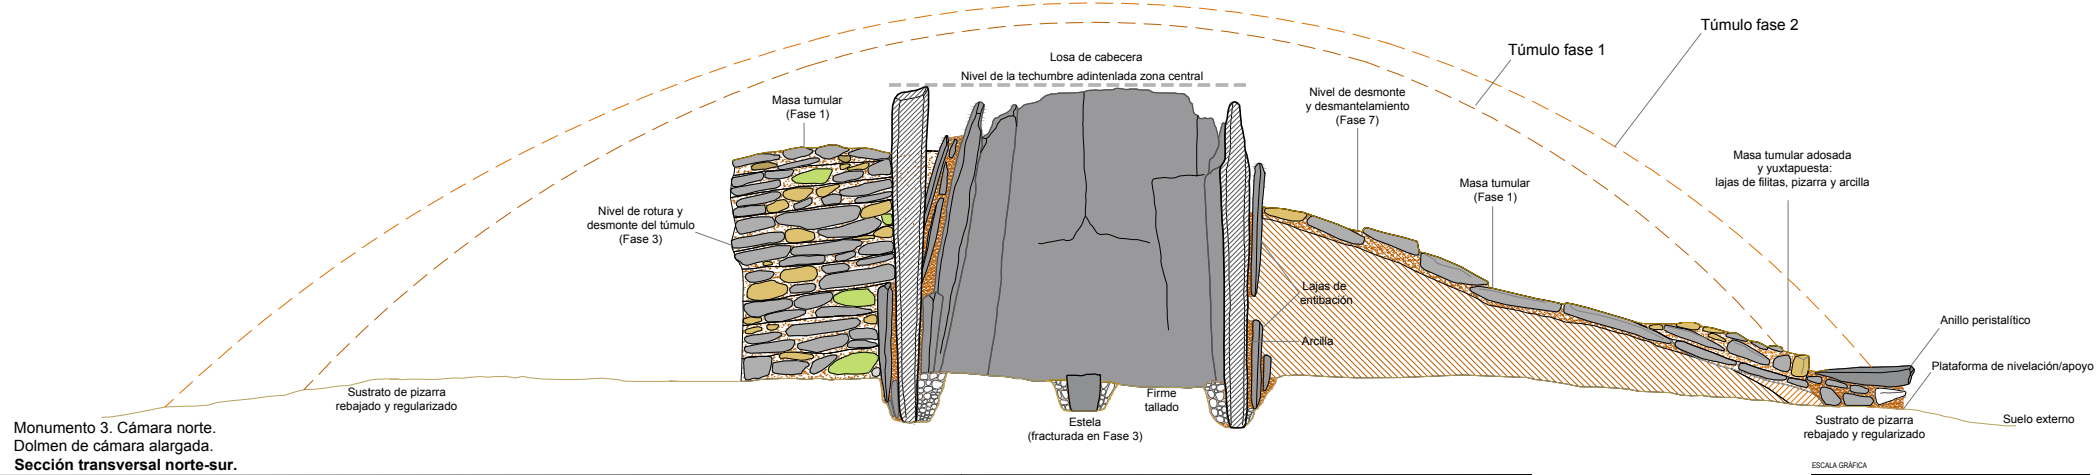 Túmulo fase 2
Túmulo fase 1
Losa de cabecera
Nivel de la techumbre adintenlada zona central
Masa tumular
(Fase 1)
Nivel de desmonte
y desmantelamiento
(Fase 7)
Masa tumular adosada
y yuxtapuesta:
lajas de filitas, pizarra y arcilla
Masa tumular
(Fase 1)
Nivel de rotura y
desmonte del túmulo
(Fase 3)
Lajas de
entibación
Arcilla
Anillo peristalítico
Plataforma de nivelación/apoyo
Sustrato de pizarra
rebajado y regularizado
Firme
tallado
Estela
(fracturada en Fase 3)
Sustrato de pizarra
rebajado y regularizado
Suelo externo
Monumento 3. Cámara norte.
Dolmen de cámara alargada.
Sección transversal norte-sur.
ESCALA GRÁFICA